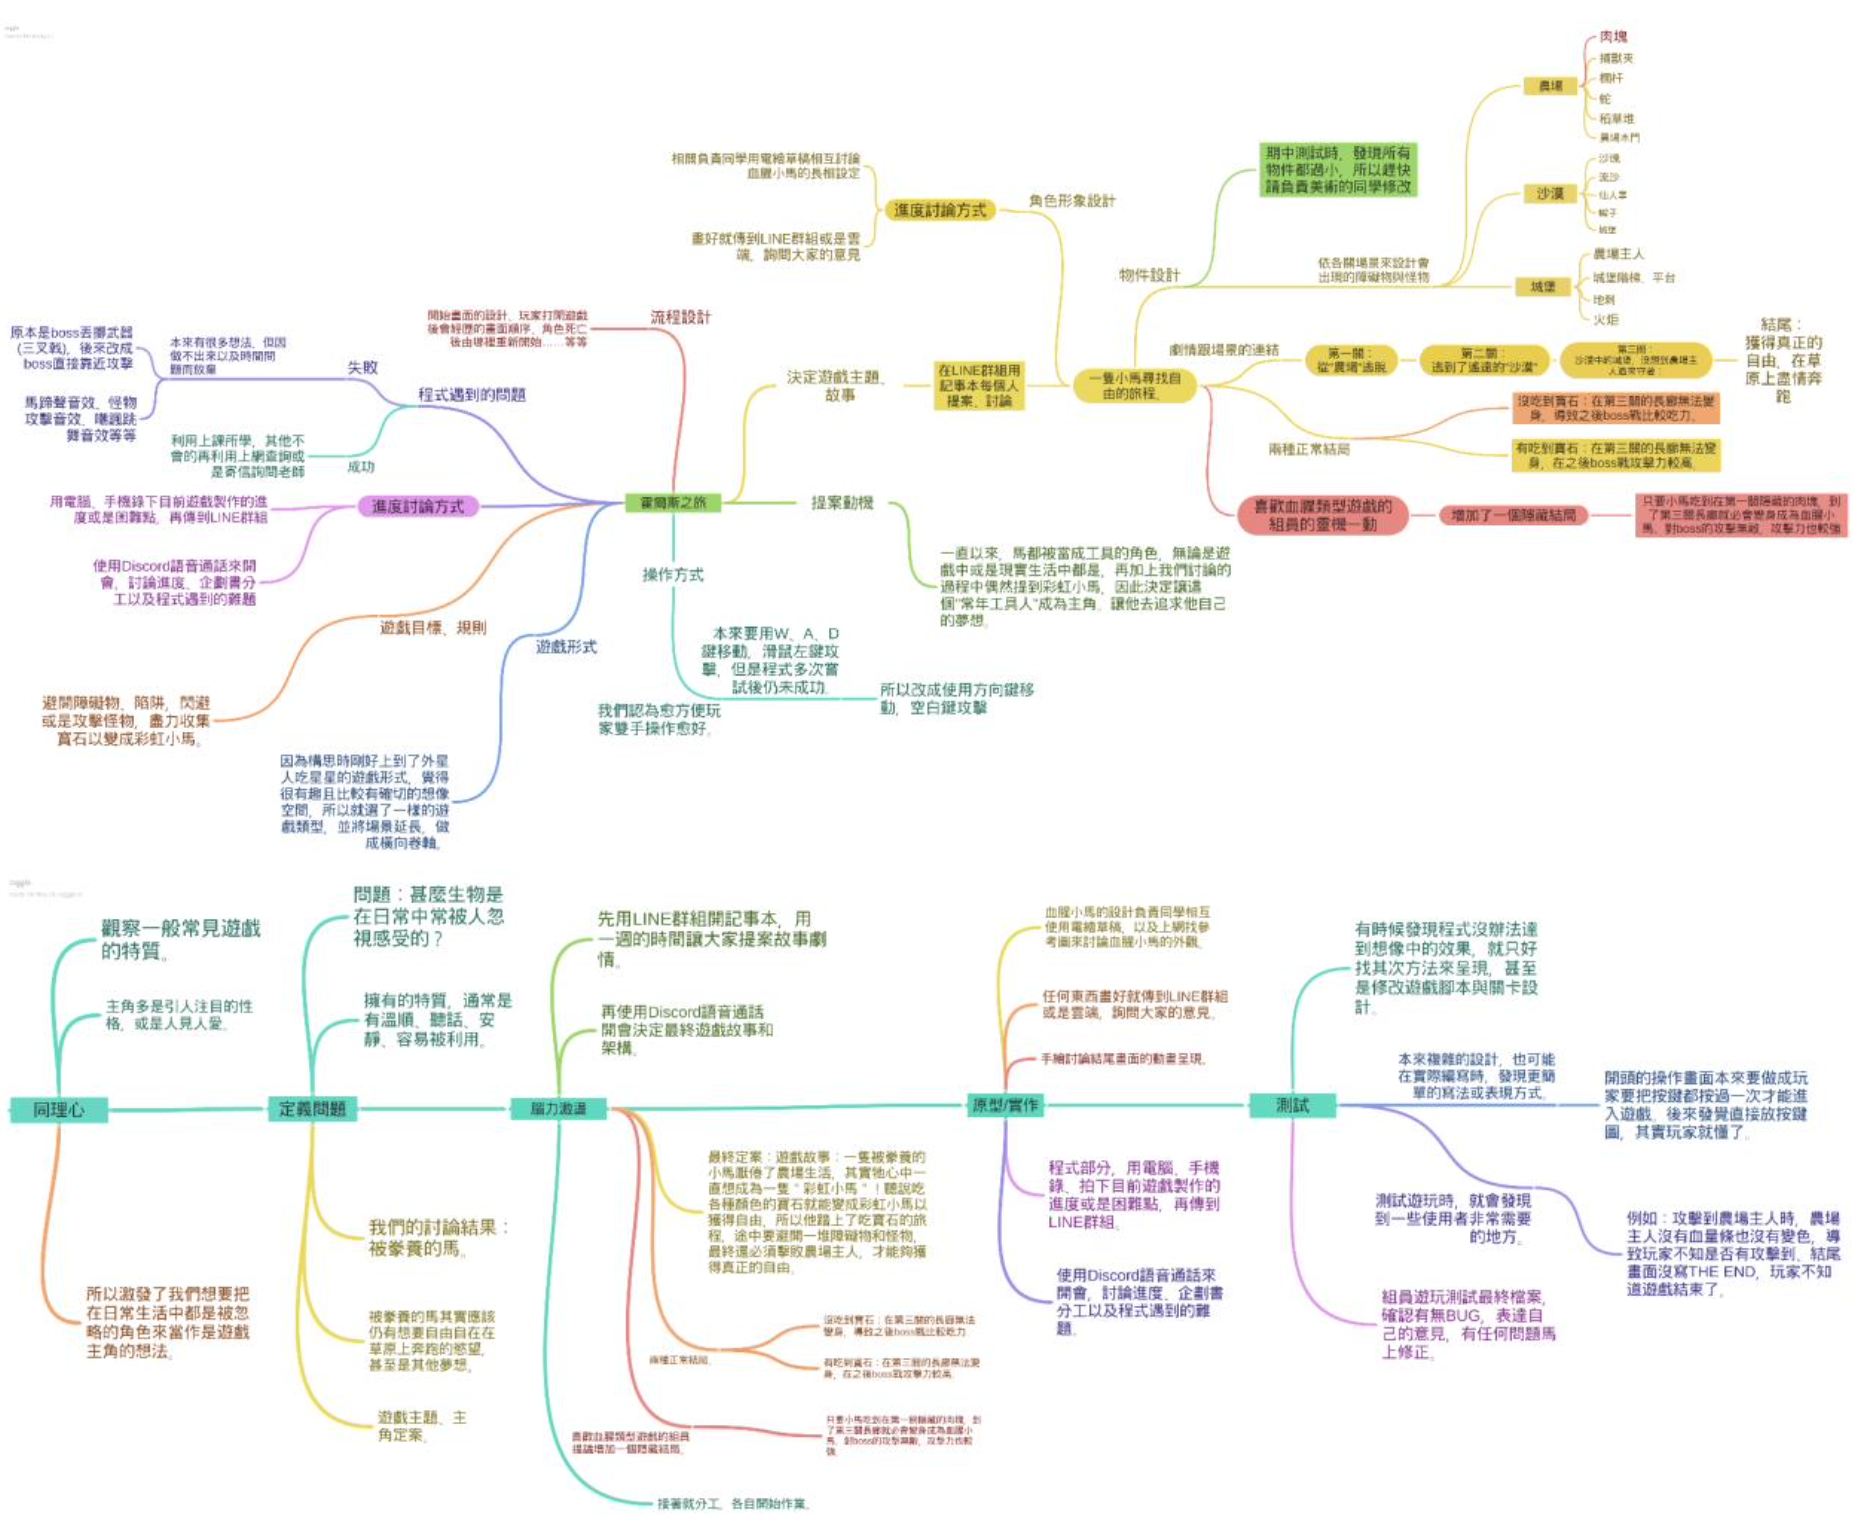 肉塊
捕獸夾
農場
欄杆
蛇
稻草堆
農場木門
期中測試時，發現所有
物件都過小，所以趕快
請負責美術的同學修改
沙塊
流沙
沙漠
仙人掌
蠍子
城堡
相關負責同學用電繪草稿相互討論
血腥小馬的長相設定
進度討論方式
角色形象設計
畫好就傳到LINE群組或是雲
端，詢問大家的意見
物件設計
依各關場景來設計會
出現的障礙物與怪物
農場主人
城堡階梯、平台
城堡
地刺
火炬
開始畫面的設計、玩家打開遊戲
後會經歷的畫面順序、角色死亡
後由哪裡重新開始……等等
流程設計
原本是boss丟擲武器
(三叉戟)，後來改成
boss直接靠近攻擊
本來有很多想法，但因
做不出來以及時間問
題而放棄
失敗
程式遇到的問題
馬蹄聲音效、怪物
攻擊音效、嘲諷跳
舞音效等等
利用上課所學，其他不
會的再利用上網查詢或
是寄信詢問老師
成功
決定遊戲主題、
故事
在LINE群組用
記事本每個人
提案、討論
一隻小馬尋找自
由的旅程。
劇情跟場景的連結
第一關：
從"農場"逃脫
第二關：
逃到了遙遠的"沙漠"
第三關：
沙漠中的城堡，沒想到農場主
人追來守著：
結尾：
獲得真正的
自由，在草
原上盡情奔
跑
兩種正常結局
沒吃到寶石：在第三關的長廊無法變
身，導致之後boss戰比較吃力。
有吃到寶石：在第三關的長廊無法變
身，在之後boss戰攻擊力較高。
喜歡血腥類型遊戲的
組員的靈機一動
增加了一個隱藏結局
只要小馬吃到在第一關隱藏的肉塊，到
了第三關長廊就必會變身成為血腥小
馬，對boss的攻擊無敵，攻擊力也較強
霍爾斯之旅
提案動機
一直以來，馬都被當成工具的角色，無論是遊
戲中或是現實生活中都是，再加上我們討論的
過程中偶然提到彩虹小馬，因此決定讓這
個"常年工具人"成為主角，讓他去追求他自己
的夢想。
用電腦、手機錄下目前遊戲製作的進
度或是困難點，再傳到LINE群組
進度討論方式
使用Discord語音通話來開
會，討論進度、企劃書分
工以及程式遇到的難題
操作方式
本來要用W、A、D
鍵移動，滑鼠左鍵攻
擊，但是程式多次嘗
試後仍未成功。
所以改成使用方向鍵移
動，空白鍵攻擊
我們認為愈方便玩
家雙手操作愈好。
遊戲目標、規則
避開障礙物、陷阱，閃避
或是攻擊怪物，盡力收集
寶石以變成彩虹小馬。
遊戲形式
因為構思時剛好上到了外星
人吃星星的遊戲形式，覺得
很有趣且比較有確切的想像
空間，所以就選了一樣的遊
戲類型，並將場景延長，做
成橫向卷軸。
觀察一般常見遊戲
的特質。
主角多是引人注目的性
格，或是人見人愛。
同理心
所以激發了我們想要把
在日常生活中都是被忽
略的角色來當作是遊戲
主角的想法。
問題：甚麼生物是
在日常中常被人忽
視感受的？
擁有的特質，通常是
有溫順、聽話、安
靜、容易被利用。
定義問題
我們的討論結果：
被豢養的馬。
被豢養的馬其實應該
仍有想要自由自在在
草原上奔跑的慾望，
甚至是其他夢想。
遊戲主題、主
角定案。
先用LINE群組開記事本，用
一週的時間讓大家提案故事劇
情。
再使用Discord語音通話
開會決定最終遊戲故事和
架構。
腦力激盪
最終定案：遊戲故事：一隻被豢養的
小馬厭倦了農場生活，其實牠心中一
直想成為一隻＂彩虹小馬＂！聽說吃
各種顏色的寶石就能變成彩虹小馬以
獲得自由，所以他踏上了吃寶石的旅
程，途中要避開一堆障礙物和怪物，
最終還必須擊敗農場主人，才能夠獲
得真正的自由。
兩種正常結局。
沒吃到寶石：在第三關的長廊無法
變身，導致之後boss戰比較吃力
有吃到寶石：在第三關的長廊無法變
身，在之後boss戰攻擊力較高。
喜歡血腥類型遊戲的組員
提議增加一個隱藏結局。
只要小馬吃到在第一關隱藏的肉塊，到
了第三關長廊就必會變身成為血腥小
馬，對boss的攻擊無敵，攻擊力也較
強
接著就分工，各自開始作業。
血腥小馬的設計負責同學相互
使用電繪草稿，以及上網找參
考圖來討論血腥小馬的外觀。
任何東西畫好就傳到LINE群組
或是雲端，詢問大家的意見。
手繪討論結尾畫面的動畫呈現。
原型/實作
程式部分，用電腦、手機
錄、拍下目前遊戲製作的
進度或是困難點，再傳到
LINE群組。
使用Discord語音通話來
開會，討論進度、企劃書
分工以及程式遇到的難
題。
有時候發現程式沒辦法達
到想像中的效果，就只好
找其次方法來呈現，甚至
是修改遊戲腳本與關卡設
計。
本來複雜的設計，也可能
在實際編寫時，發現更簡
單的寫法或表現方式。
開頭的操作畫面本來要做成玩
家要把按鍵都按過一次才能進
入遊戲，後來發覺直接放按鍵
圖，其實玩家就懂了。
測試
測試遊玩時，就會發現
到一些使用者非常需要
的地方。
例如：攻擊到農場主人時，農場
主人沒有血量條也沒有變色，導
致玩家不知是否有攻擊到，結尾
畫面沒寫THE END，玩家不知
道遊戲結束了。
組員遊玩測試最終檔案，
確認有無BUG，表達自
己的意見，有任何問題馬
上修正。